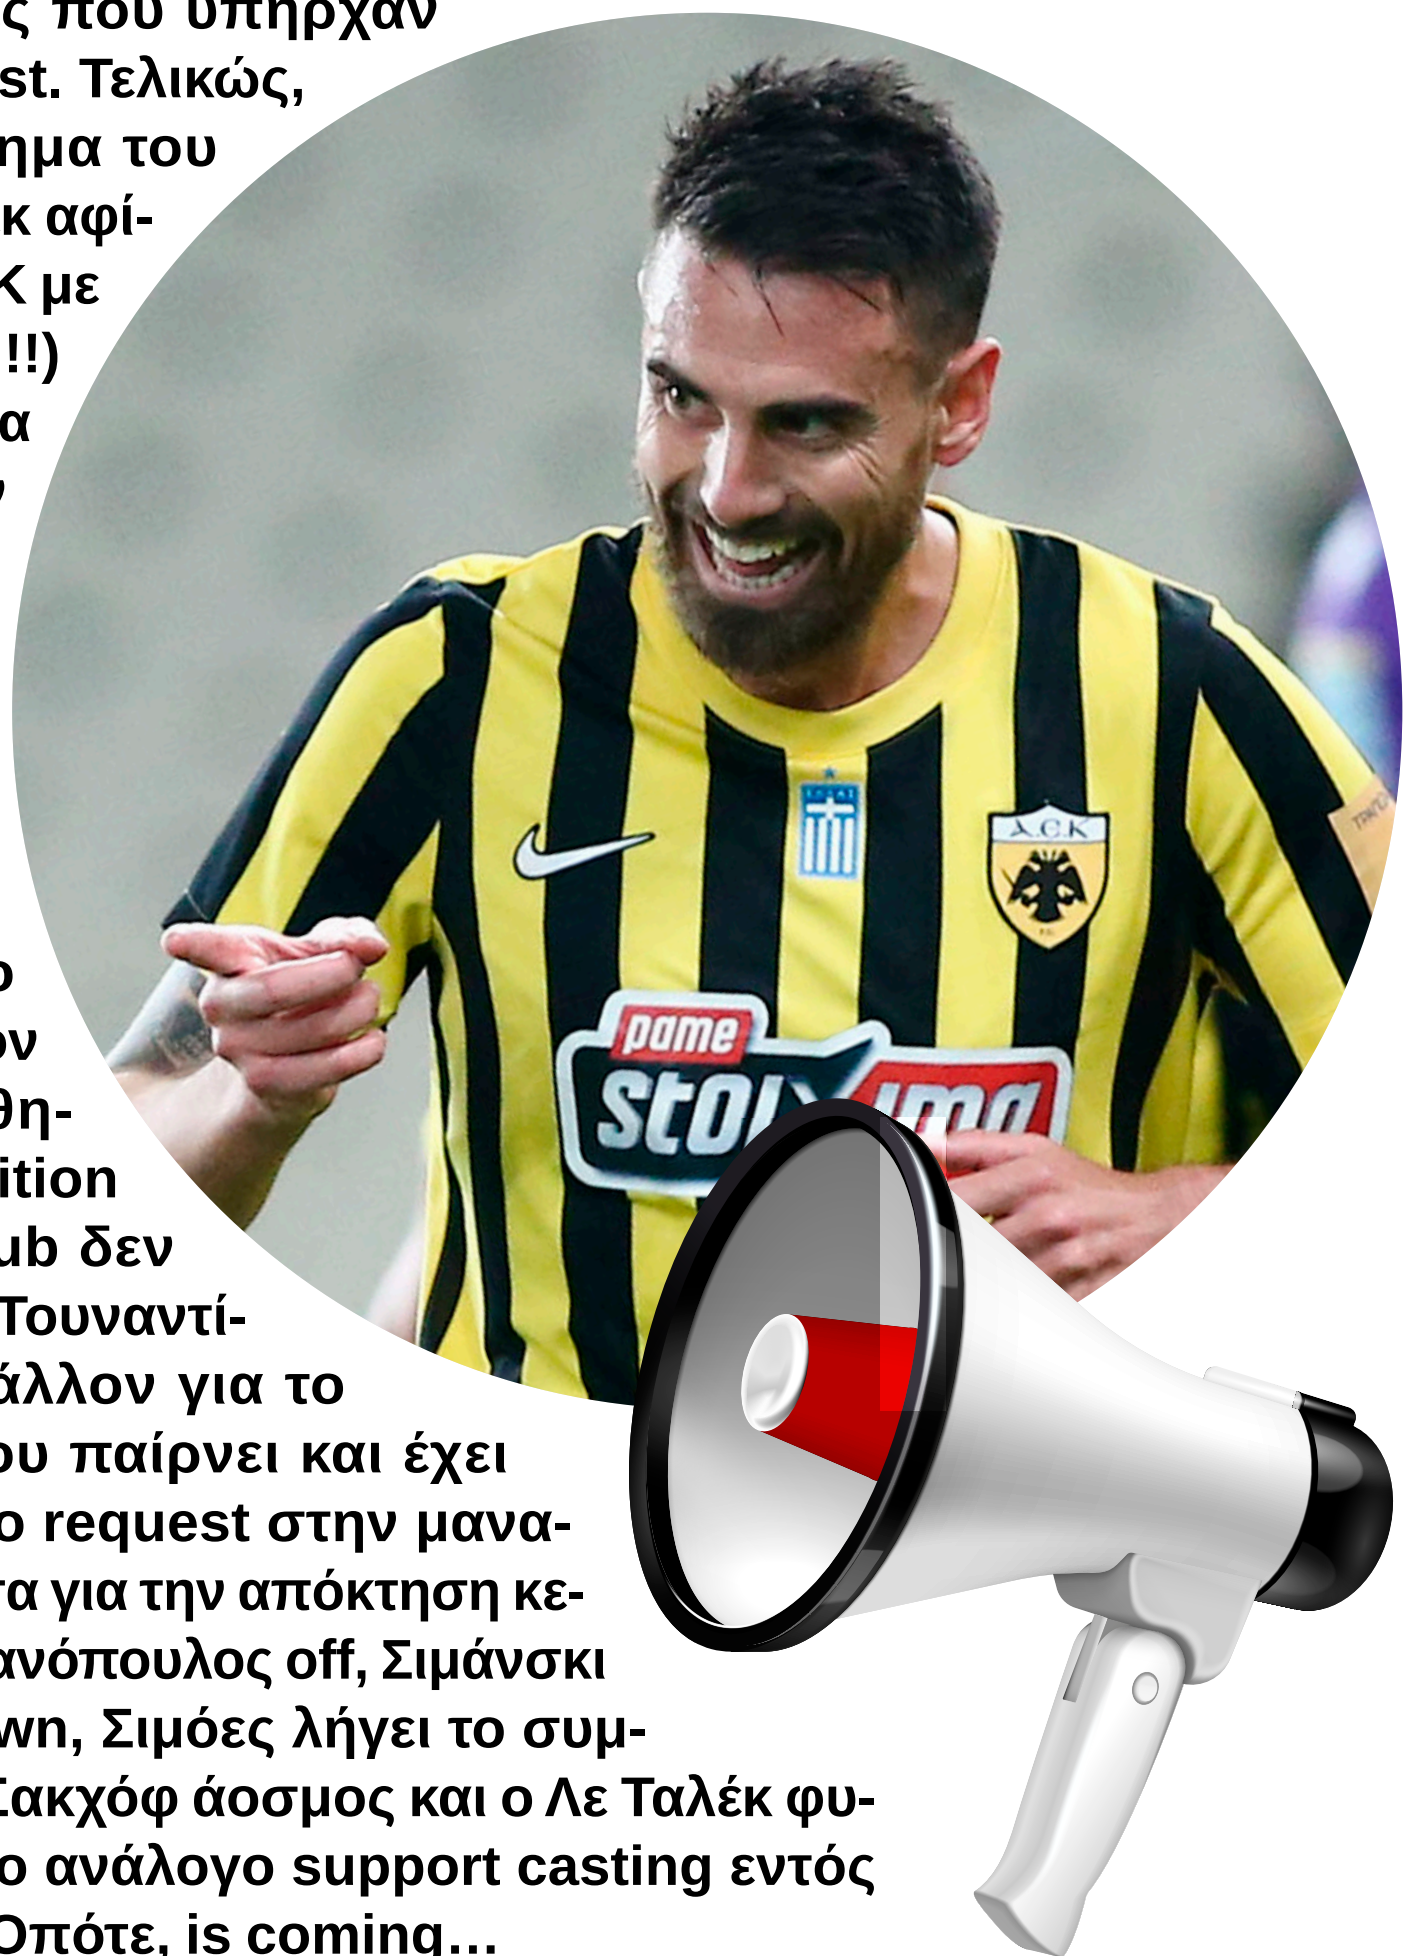 ς που υπήρχαν
st. Τελικώς,
ημα του
κ αφί-
Κ με
!!)
α
ν
ο
ον
θη-
ition
ub δεν
Τουναντί-
άλλον για το
ου παίρνει και έχει
ο request στην μανα-
τα για την απόκτηση κε-
ανόπουλος off, Σιμάνσκι
wn, Σιμόες λήγει το συμ-
Σακχόφ άοσμος και ο Λε Ταλέκ φυ-
ο ανάλογο support casting εντός
Οπότε, is coming...
Α.Ε.Κ
pame